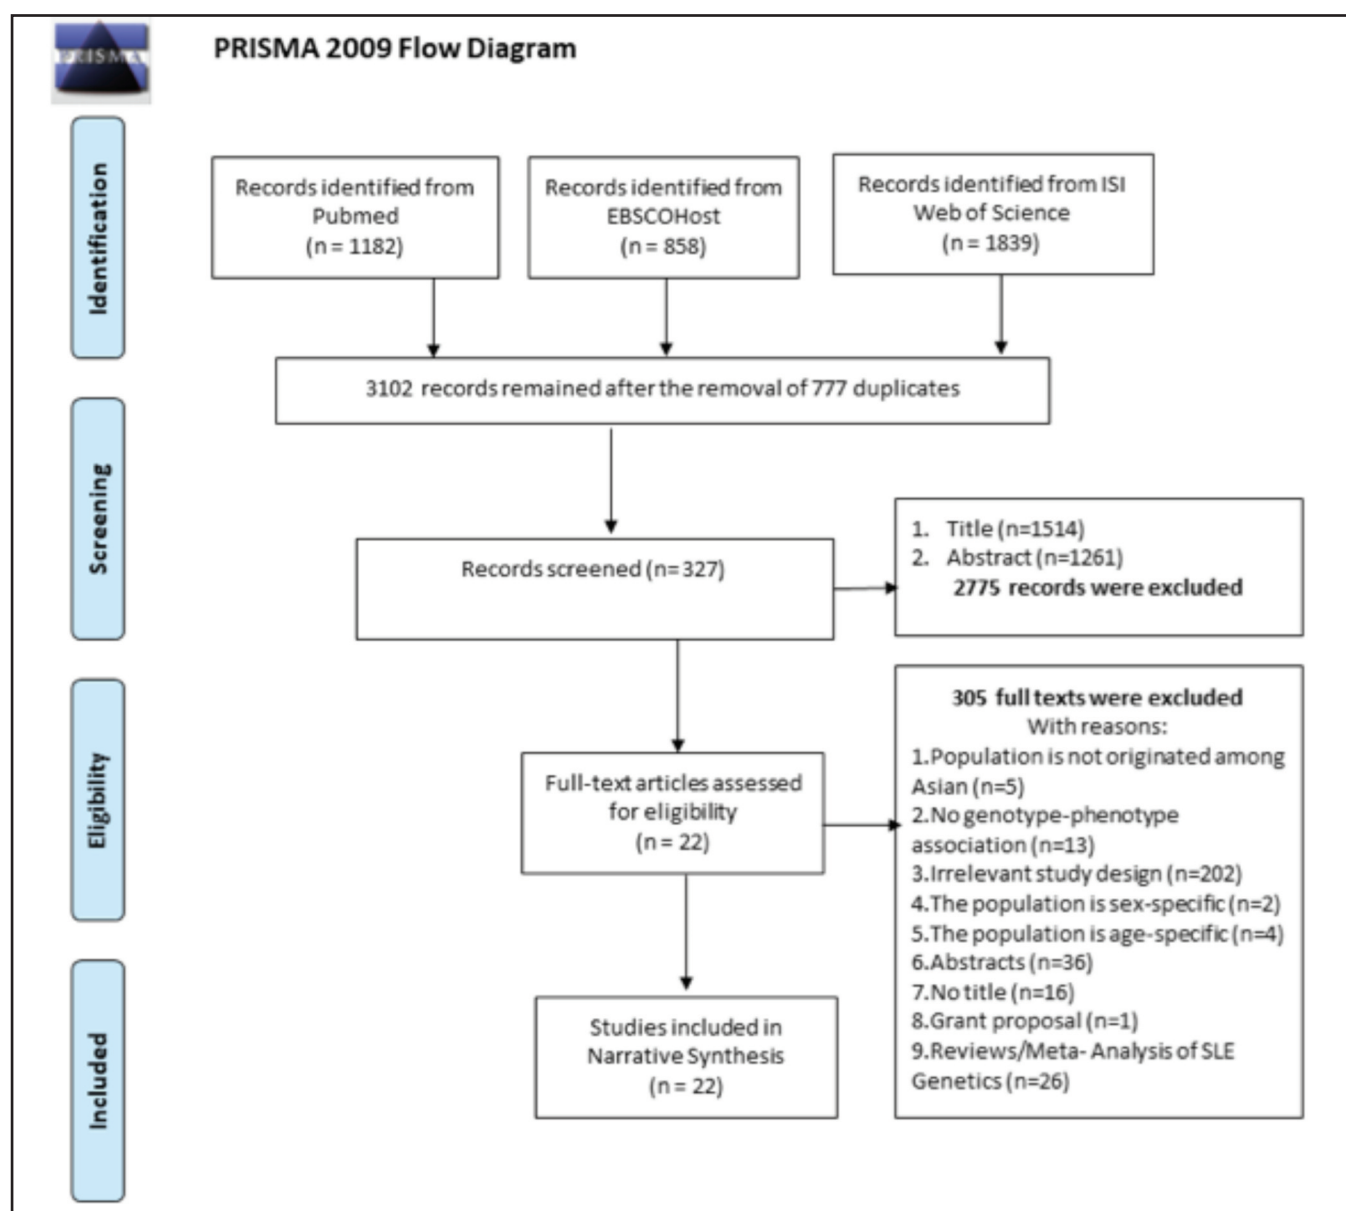 PRISMA
PRISMA 2009 Flow Diagram
Identification
Records identified from
Pubmed
(n = 1182)
Records identified from
EBSCOHost
(n = 858)
Records identified from ISI
Web of Science
(n = 1839)
3102 records remained after the removal of 777 duplicates
Screening
Records screened (n= 327)
1. Title (n=1514)
2. Abstract (n=1261)
2775 records were excluded
Eligibility
Full-text articles assessed
for eligibility
(n = 22)
305 full texts were excluded
With reasons:
1.Population is not originated among
Asian (n=5)
2.No genotype-phenotype
association (n=13)
3.Irrelevant study design (n=202)
4.The population is sex-specific (n=2)
5.The population is age-specific (n=4)
6.Abstracts (n=36)
7.No title (n=16)
8.Grant proposal (n=1)
9.Reviews/Meta- Analysis of SLE
Genetics (n=26)
Included
Studies included in
Narrative Synthesis
(n = 22)